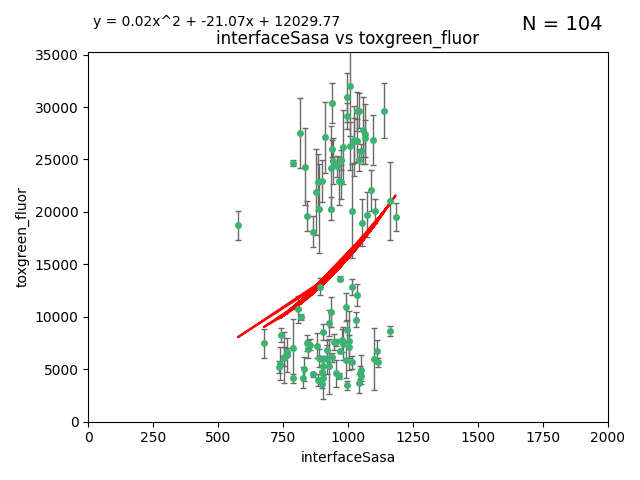 y = 0.02x^2 + -21.07x + 12029.77
N = 104
interfaceSasa vs toxgreen_fluor
35000
30000
25000
20000
15000
10000
5000
0
toxgreen_fluor
0 250 500 750 1000 1250 1500 1750 2000
interfaceSasa